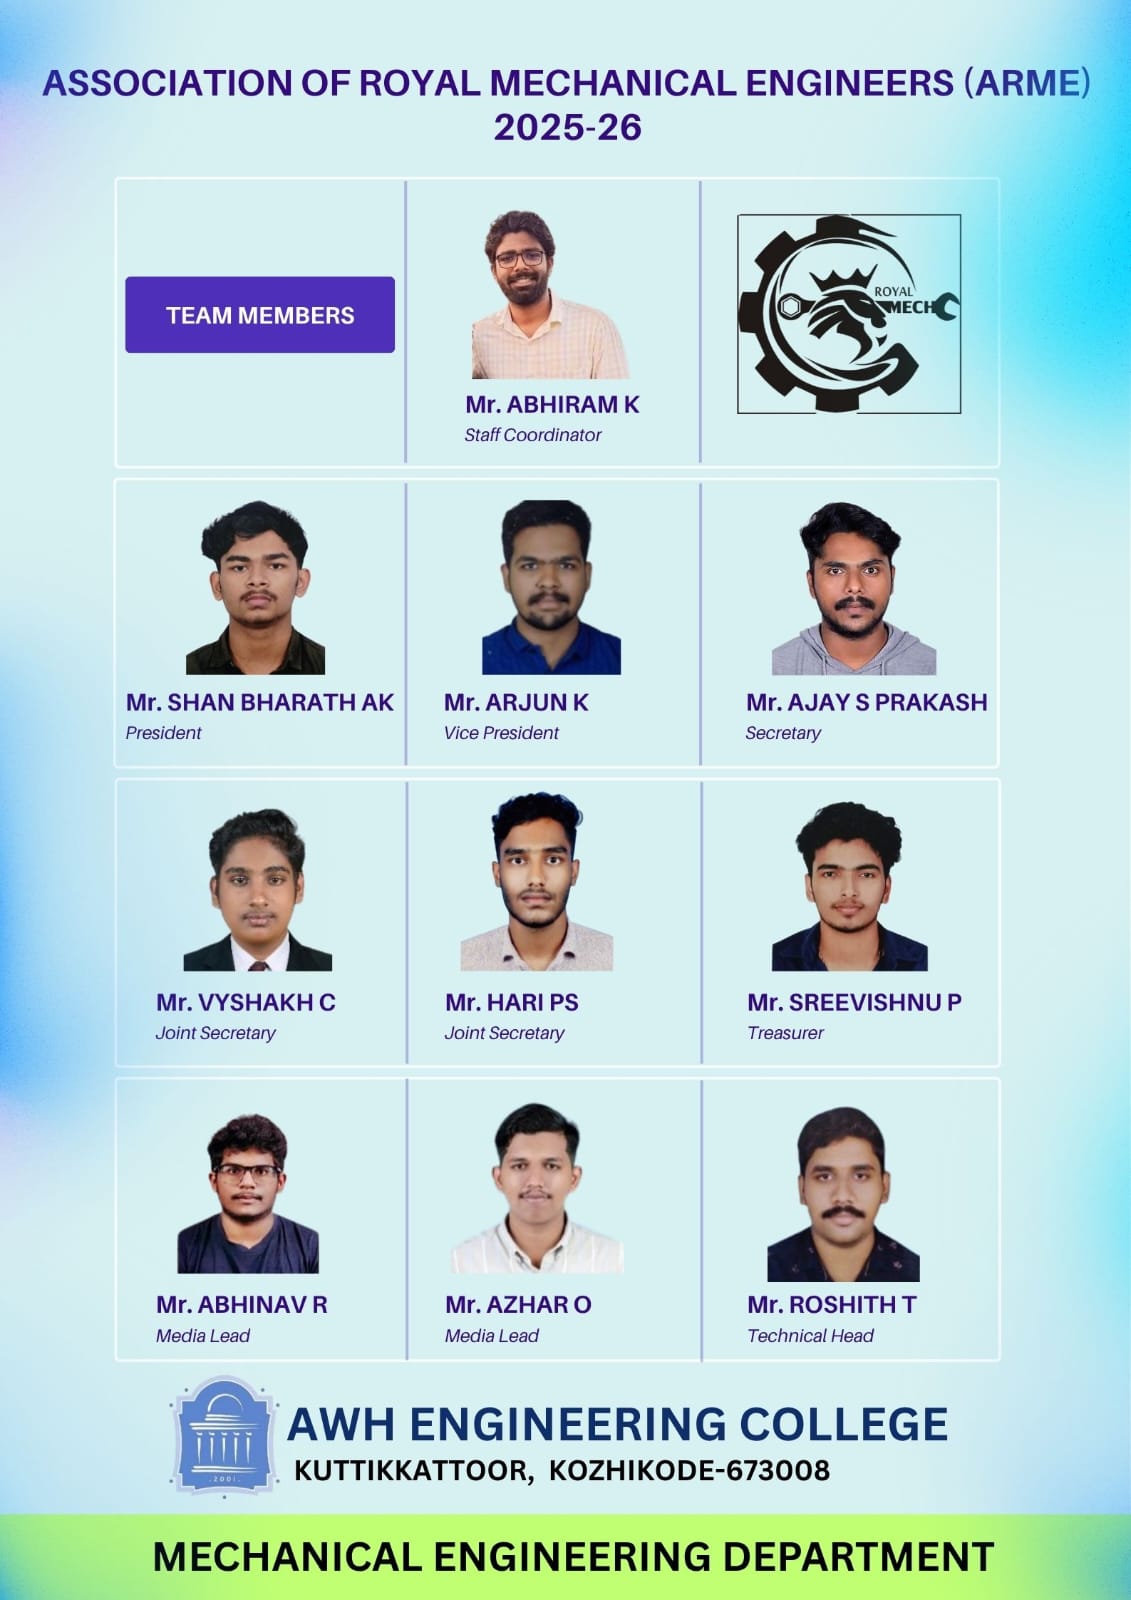 ASSOCIATION OF ROYAL MECHANICAL ENGINEERS (ARME)
2025-26
TEAM MEMBERS
Mr. ABHIRAM K
Staff Coordinator
ROYAL
MECH
Mr. SHAN BHARATH AK
President
Mr. ARJUN K
Vice President
Mr. AJAY S PRAKASH
Secretary
Mr. VYSHAKH C
Joint Secretary
Mr. HARI PS
Joint Secretary
Mr. SREEVISHNU P
Treasurer
Mr. ABHINAV R
Media Lead
Mr. AZHAR O
Media Lead
Mr. ROSHITH T
Technical Head
AWH ENGINEERING COLLEGE
KUTTIKKATTOOR, KOZHIKODE-673008
2001
MECHANICAL ENGINEERING DEPARTMENT